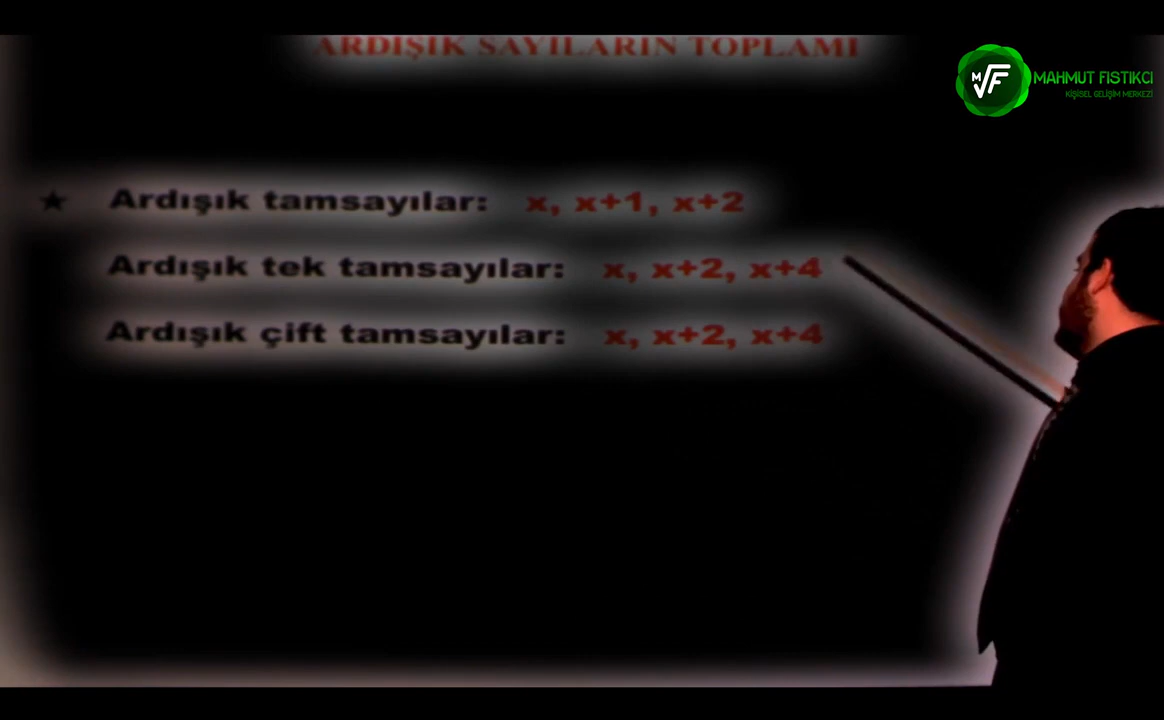 ARDIŞIK SAYILARIN TOPLAMI
MVF
MAHMUT FISTIKCI
KİŞİSEL GELİŞİM MERKEZİ
★ Ardışık tamsayılar: x, x+1, x+2
Ardışık tek tamsayılar: x, x+2, x+4
Ardışık çift tamsayılar: x, x+2, x+4